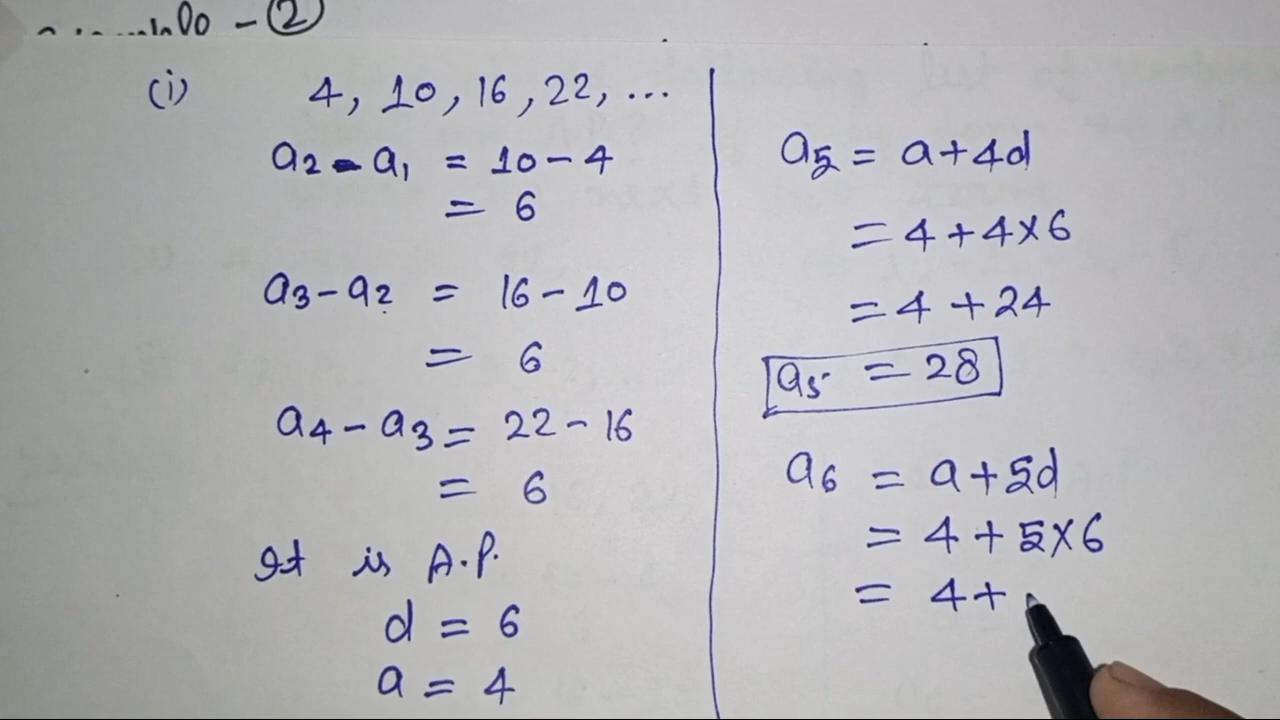 - ②
(i) 4, 10, 16, 22, ...
a2 - a1 = 10 - 4
= 6
a3 - a2 = 16 - 10
= 6
a4 - a3 = 22 - 16
= 6
It is A.P.
d = 6
a = 4
a5 = a + 4d
= 4 + 4 × 6
= 4 + 24
a5 = 28
a6 = a + 5d
= 4 + 5 × 6
= 4 +